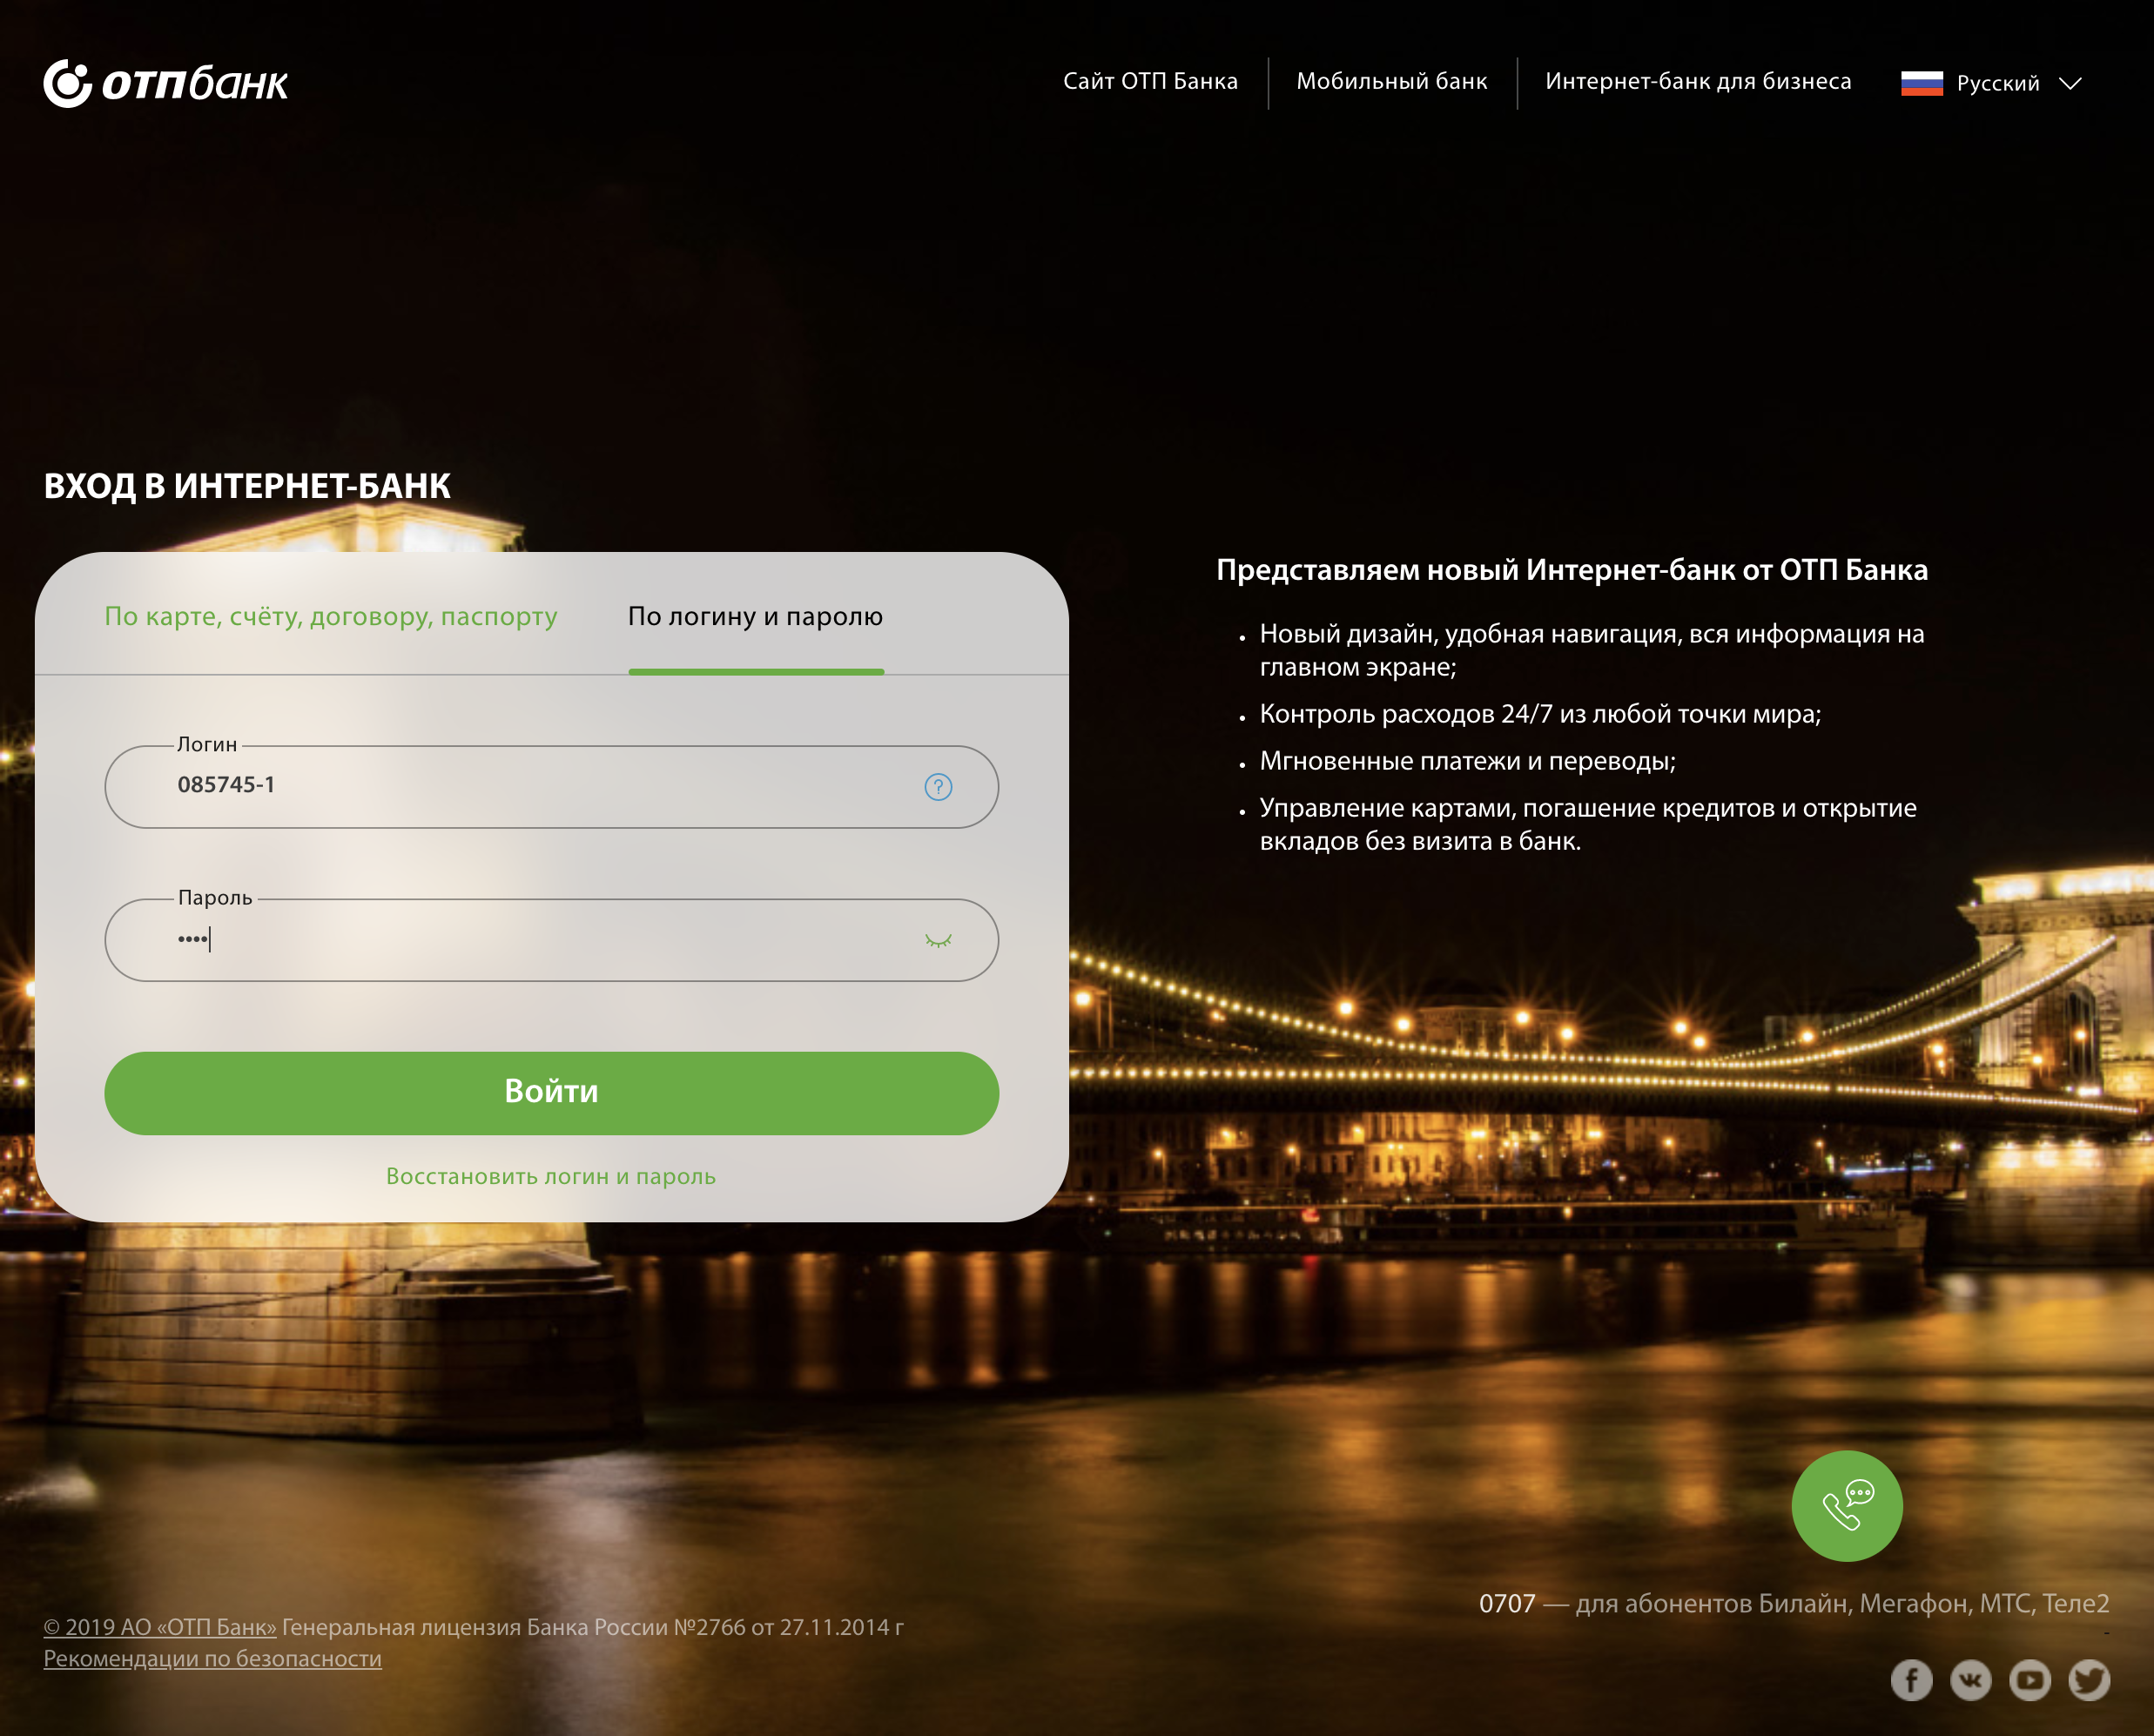 отпбанк
Сайт ОТП Банка
Мобильный банк
Интернет-банк для бизнеса
Русский
ВХОД В ИНТЕРНЕТ-БАНК
По карте, счёту, договору, паспорту
По логину и паролю
Логин
085745-1
?
Пароль
••••
Войти
Восстановить логин и пароль
Представляем новый Интернет-банк от ОТП Банка
• Новый дизайн, удобная навигация, вся информация на
главном экране;
• Контроль расходов 24/7 из любой точки мира;
• Мгновенные платежи и переводы;
• Управление картами, погашение кредитов и открытие
вкладов без визита в банк.
0707 — для абонентов Билайн, Мегафон, МТС, Теле2
-
© 2019 АО «ОТП Банк» Генеральная лицензия Банка России №2766 от 27.11.2014 г
Рекомендации по безопасности